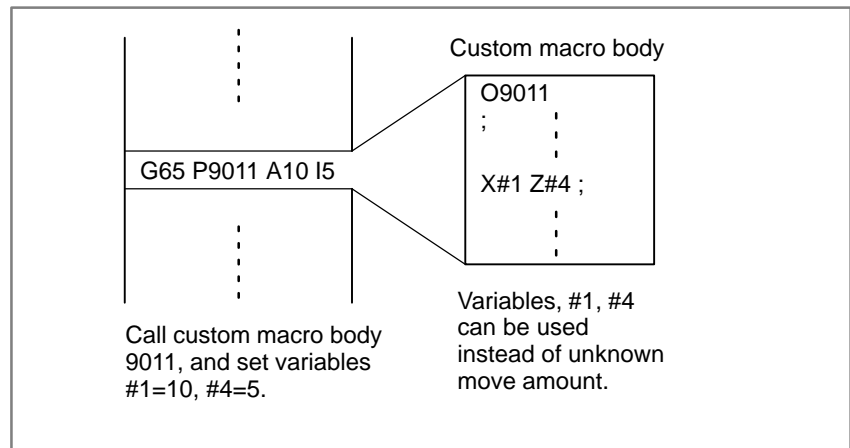 Custom macro body
O9011
;
G65 P9011 A10 I5
X#1 Z#4 ;
Call custom macro body
9011, and set variables
#1=10, #4=5.
Variables, #1, #4
can be used
instead of unknown
move amount.